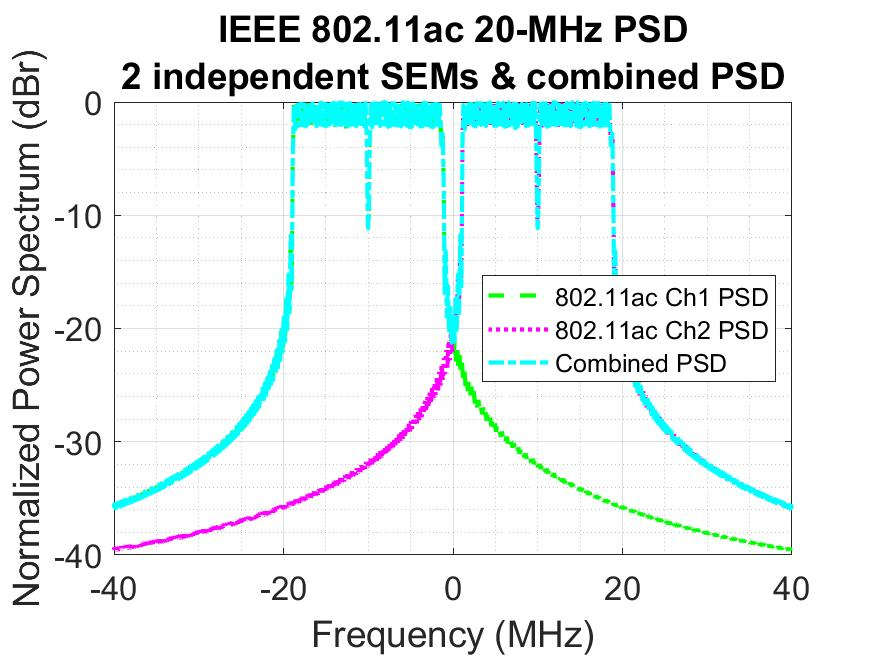 IEEE 802.11ac 20-MHz PSD
2 independent SEMs & combined PSD
Normalized Power Spectrum (dBr)
0
-10
-20
-30
-40
802.11ac Ch1 PSD
802.11ac Ch2 PSD
Combined PSD
-40 -20 0 20 40
Frequency (MHz)